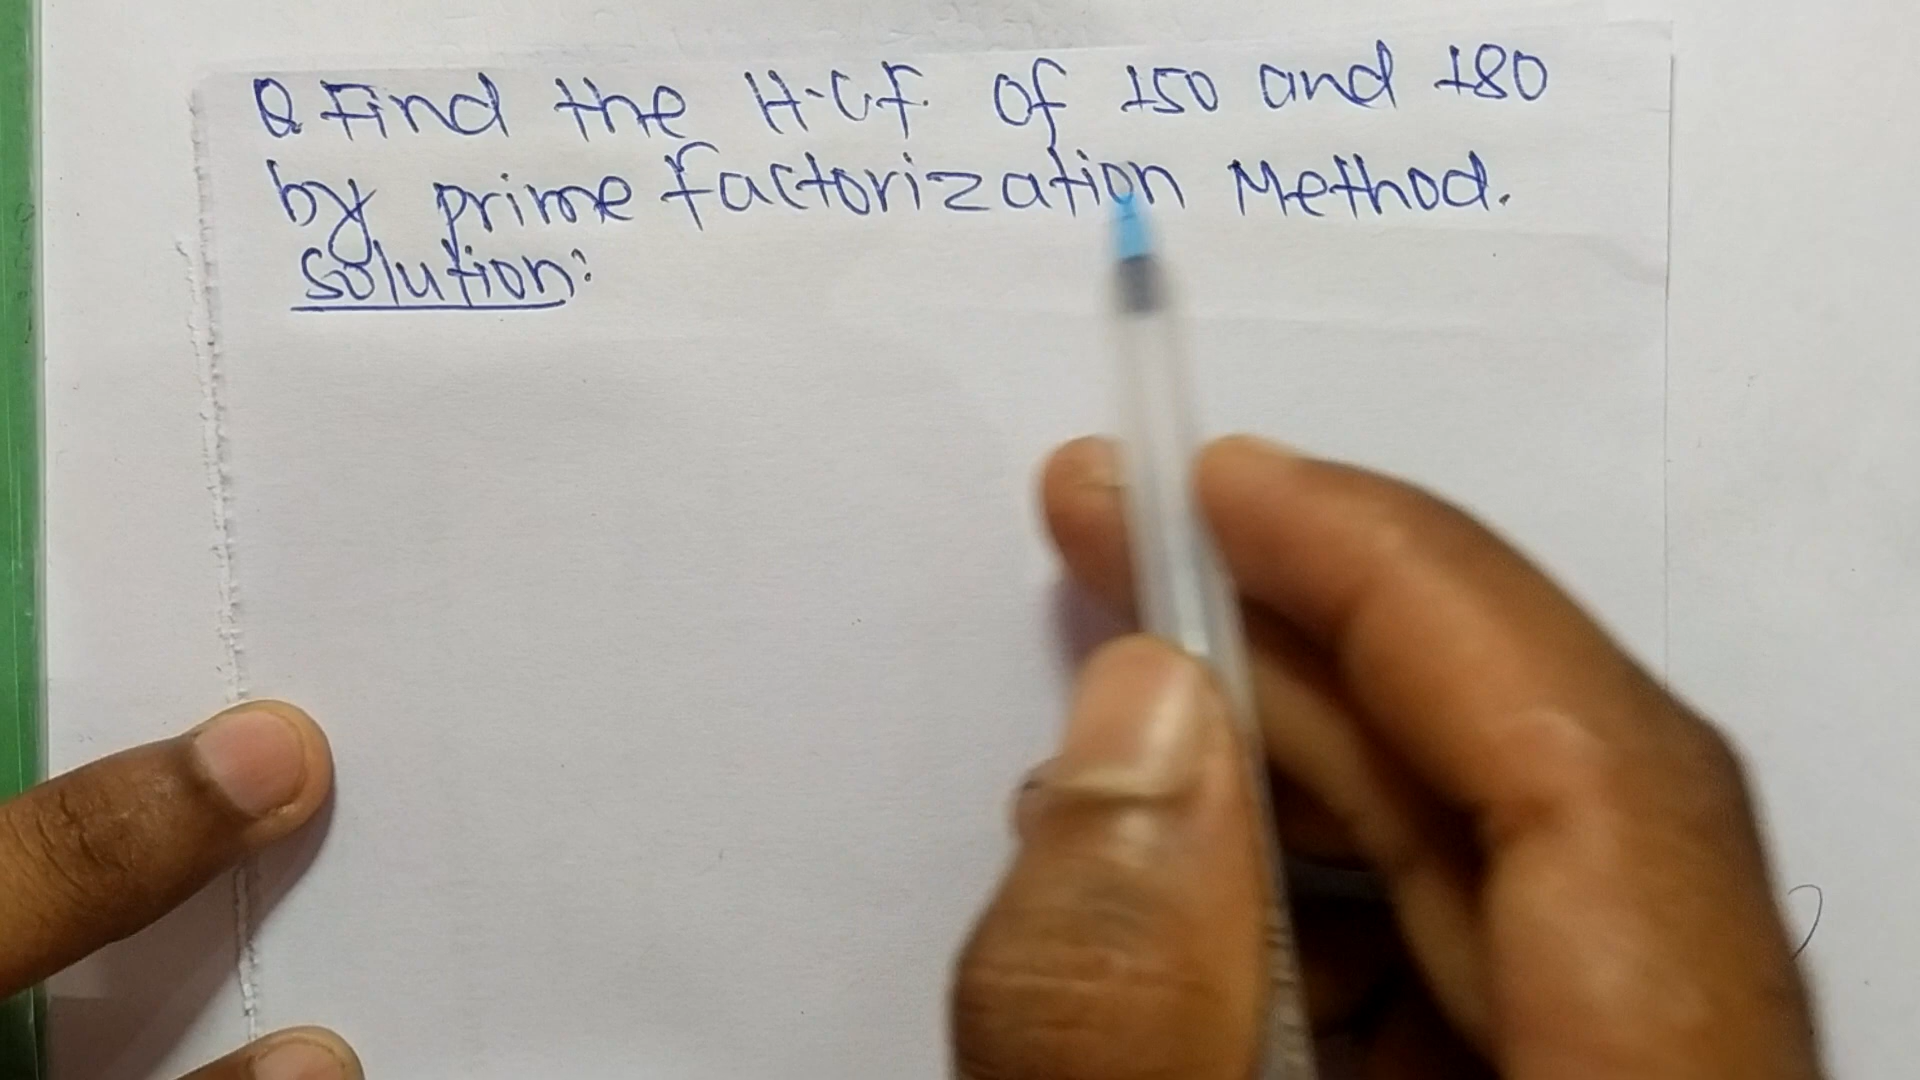 Q Find the H.C.F. Of 150 and 180
by prime factorization Method.
Solution: